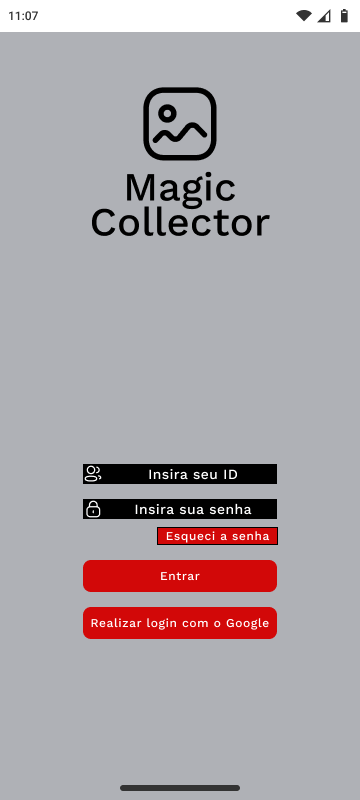 11:07
Magic
Collector
Insira seu ID
Insira sua senha
Esqueci a senha
Entrar
Realizar login com o Google